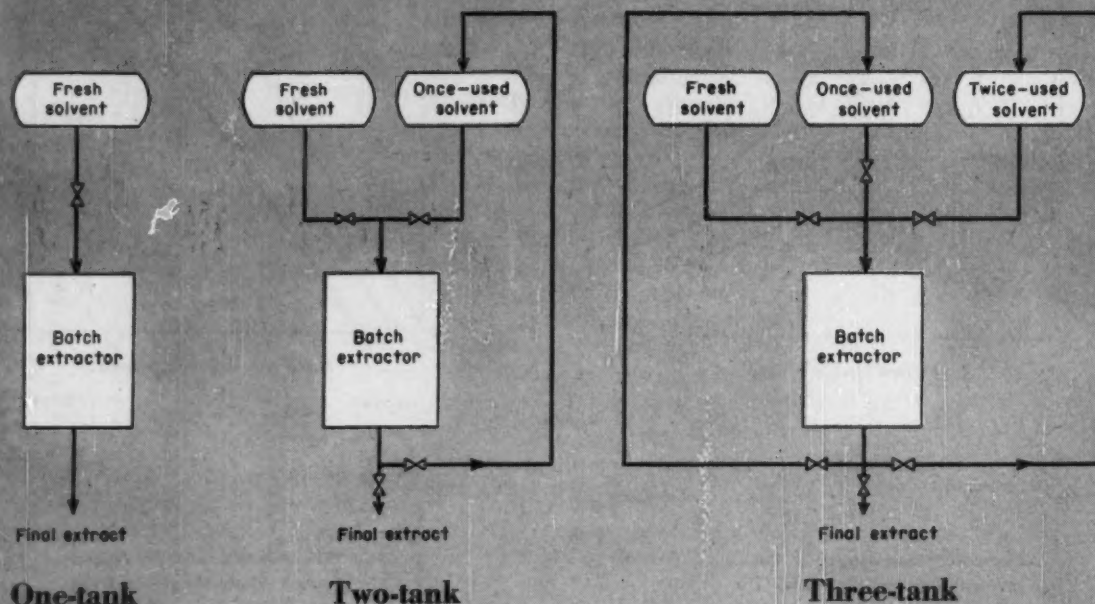 Fresh
solvent
Batch
extractor
Final extract
One-tank
Fresh
solvent
Once-used
solvent
Batch
extractor
Final extract
Two-tank
Fresh
solvent
Once-used
solvent
Twice-used
solvent
Batch
extractor
Final extract
Three-tank